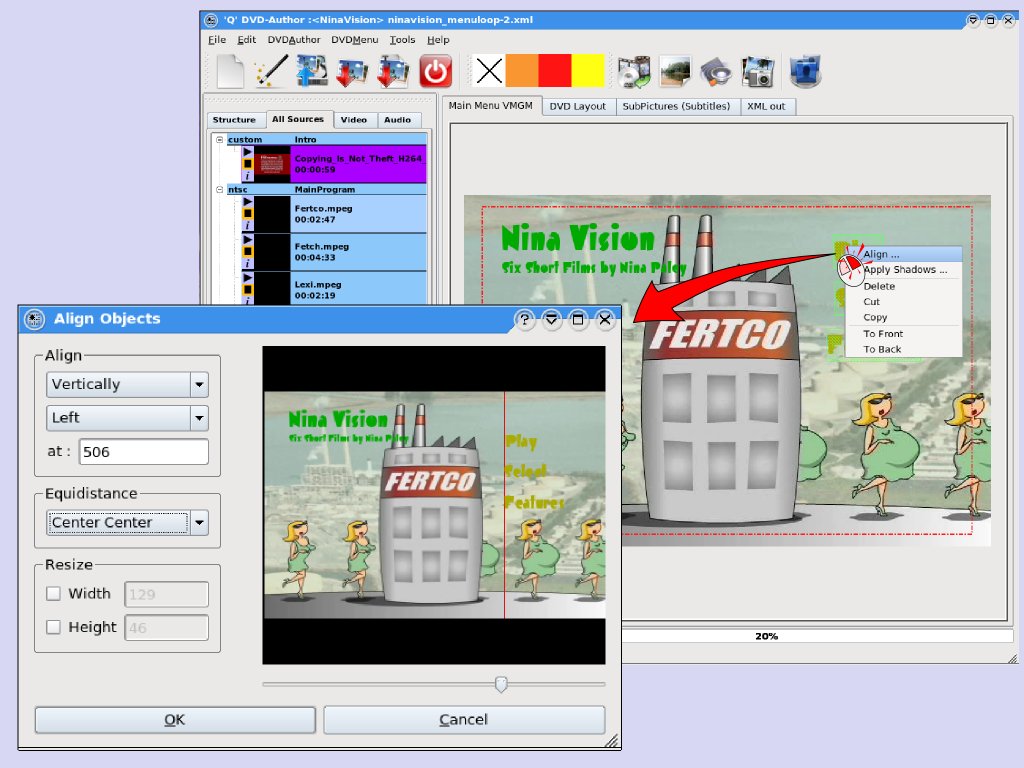 'Q' DVD-Author :<NinaVision> ninavision_menuloop-2.xml
File Edit DVDAuthor DVDMenu Tools Help
Structure All Sources Video Audio
Main Menu VMGM DVD Layout SubPictures (Subtitles) XML out
custom Intro
Copying_Is_Not_Theft_H264
00:00:59
ntsc MainProgram
Fertco.mpeg
00:02:47
Fetch.mpeg
00:04:33
Lexi.mpeg
00:02:19
Nina Vision
Six Short Films by Nina Paley
FERTCO
Align ...
Apply Shadows ...
Delete
Cut
Copy
To Front
To Back
20%
Align Objects
Align
Vertically
Left
at : 506
Equidistance
Center Center
Resize
Width 129
Height 46
Nina Vision
Six Short Films by Nina Paley
FERTCO
Play
Select
Features
OK Cancel